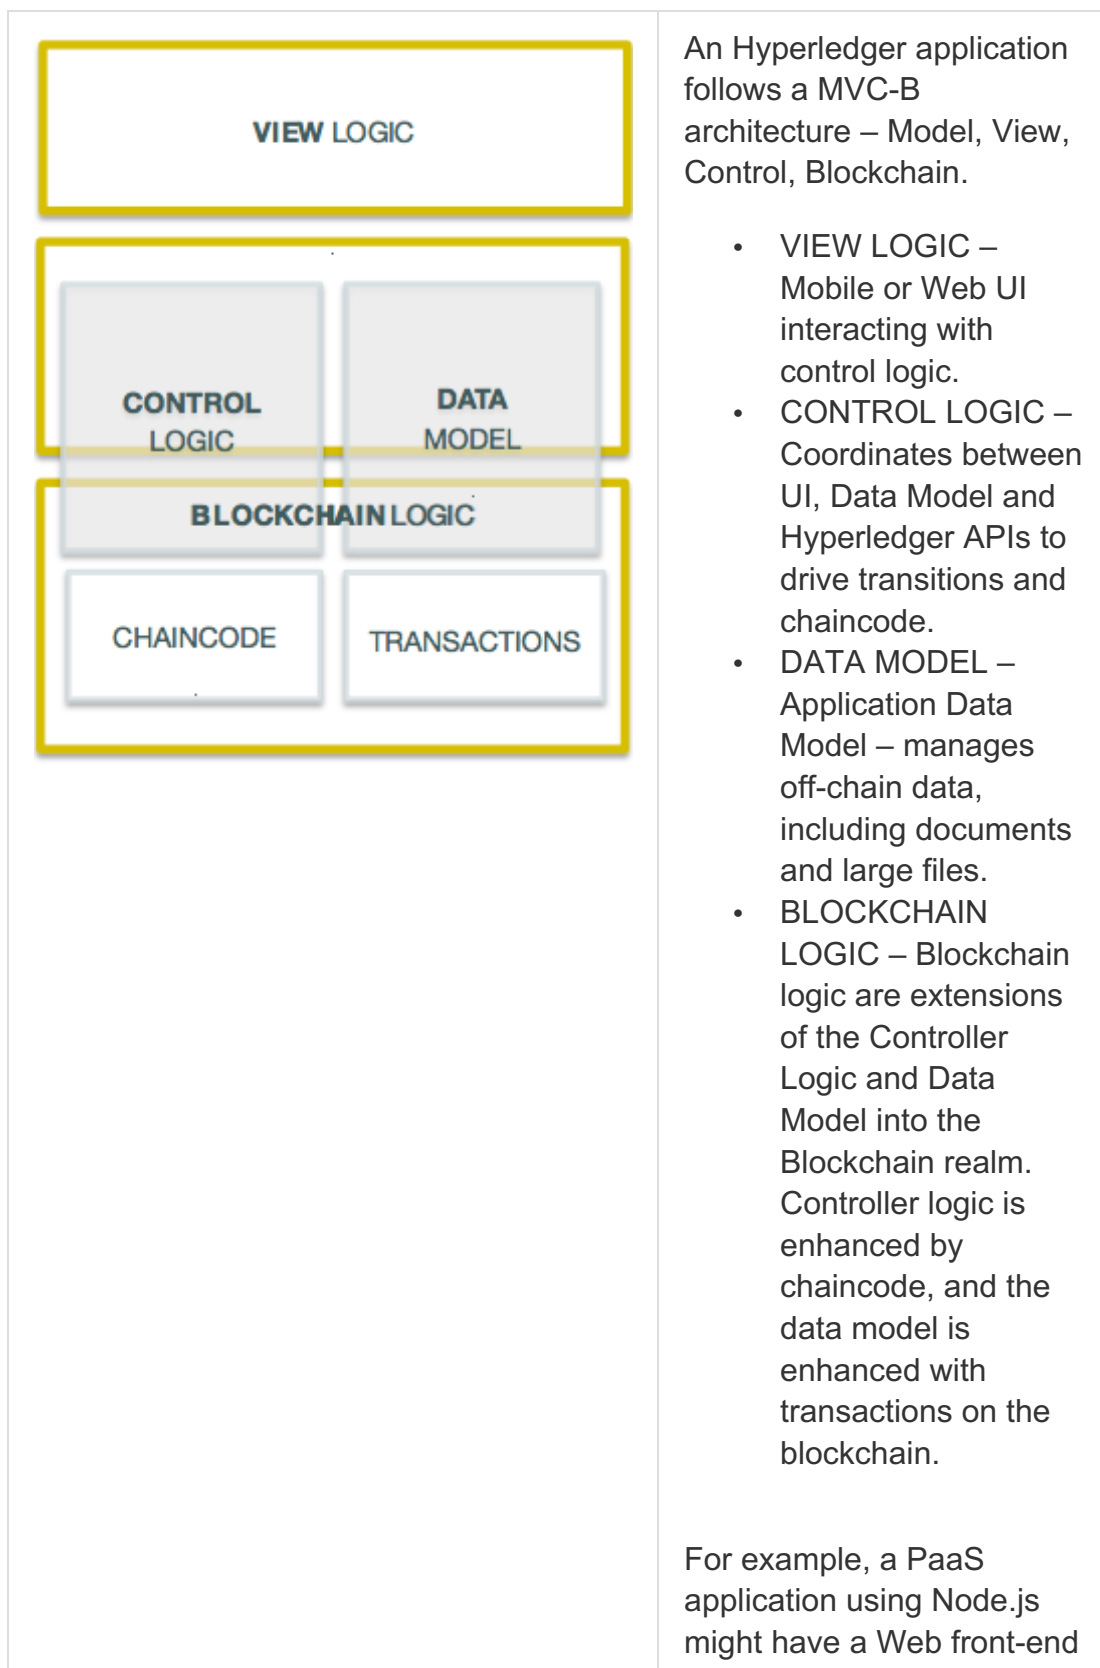 VIEW LOGIC
CONTROL
LOGIC
DATA
MODEL
BLOCKCHAIN LOGIC
CHAINCODE
TRANSACTIONS
An Hyperledger application
follows a MVC-B
architecture – Model, View,
Control, Blockchain.
• VIEW LOGIC –
Mobile or Web UI
interacting with
control logic.
• CONTROL LOGIC –
Coordinates between
UI, Data Model and
Hyperledger APIs to
drive transitions and
chaincode.
• DATA MODEL –
Application Data
Model – manages
off-chain data,
including documents
and large files.
• BLOCKCHAIN
LOGIC – Blockchain
logic are extensions
of the Controller
Logic and Data
Model into the
Blockchain realm.
Controller logic is
enhanced by
chaincode, and the
data model is
enhanced with
transactions on the
blockchain.
For example, a PaaS
application using Node.js
might have a Web front-end